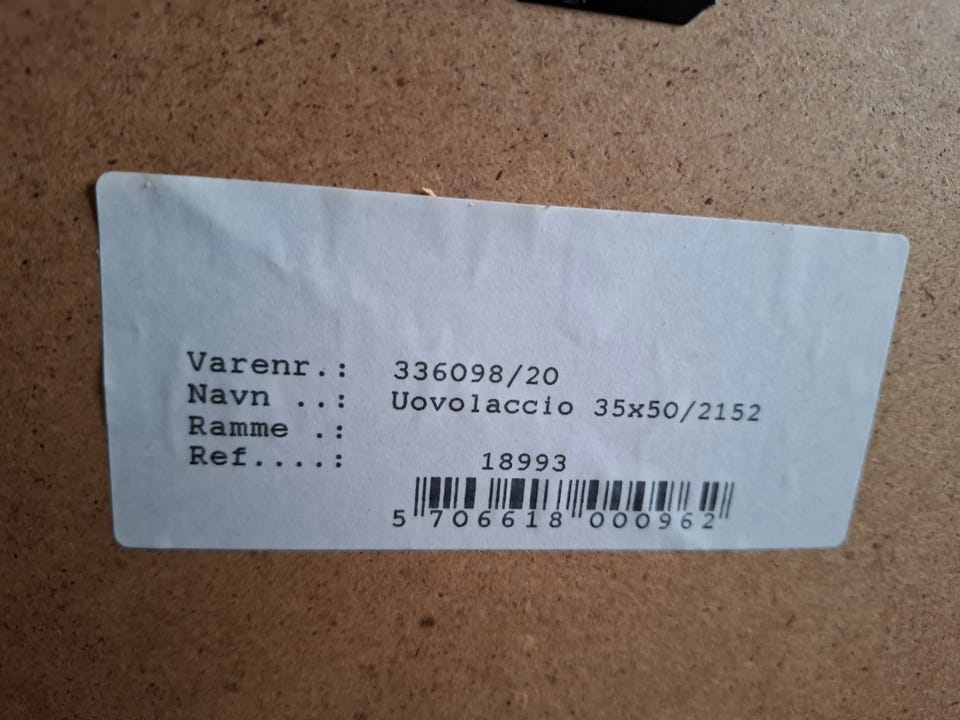 Varenr.: 336098/20
Navn ..: Uovolaccio 35x50/2152
Ramme .:
Ref....: 18993
5 706618 000962